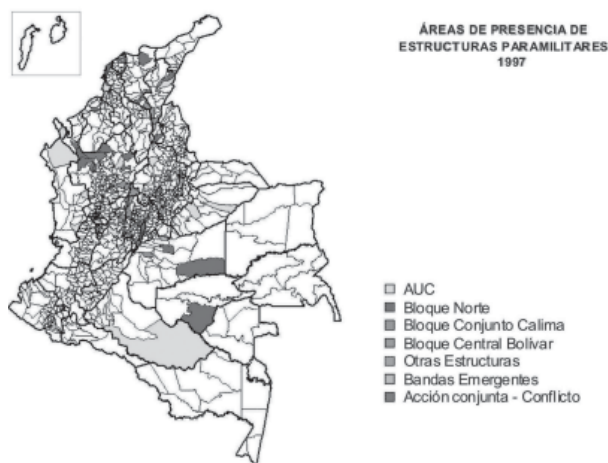 ÁREAS DE PRESENCIA DE
ESTRUCTURAS PARAMILITARES
1997
AUC
Bloque Norte
Bloque Conjunto Calima
Bloque Central Bolívar
Otras Estructuras
Bandas Emergentes
Acción conjunta - Conflicto